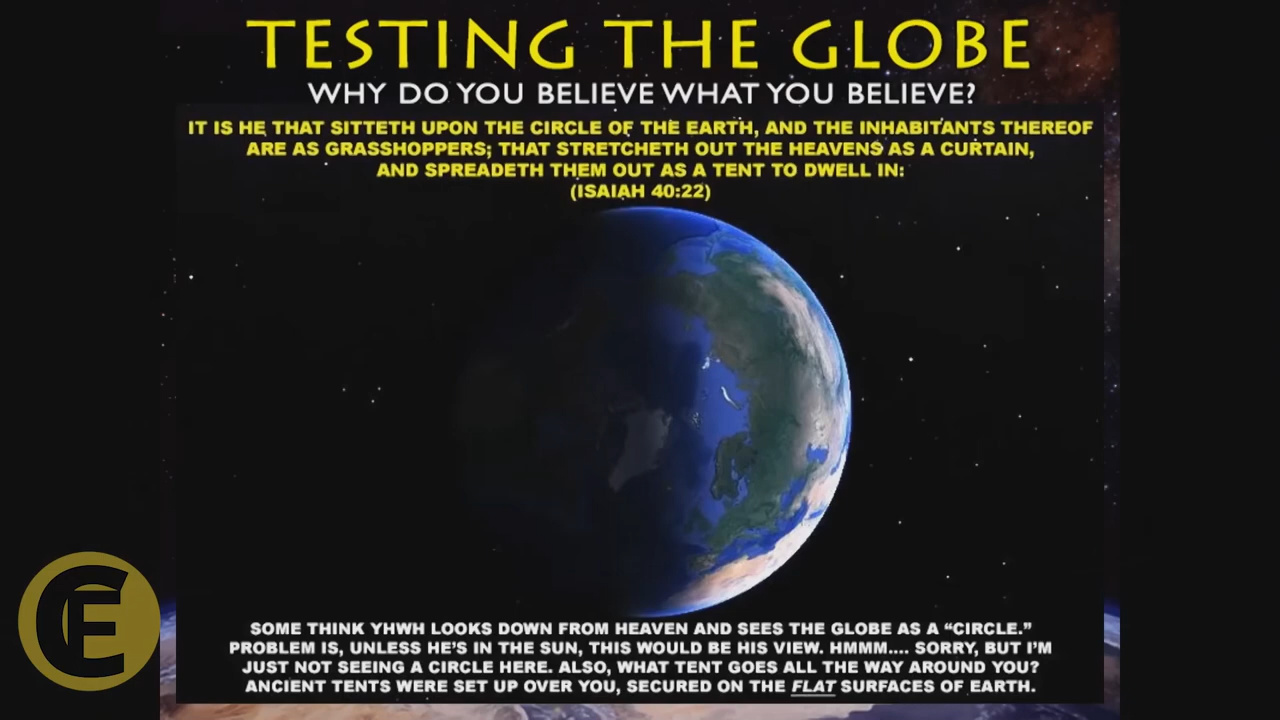 TESTING THE GLOBE
WHY DO YOU BELIEVE WHAT YOU BELIEVE?
IT IS HE THAT SITTETH UPON THE CIRCLE OF THE EARTH, AND THE INHABITANTS THEREOF
ARE AS GRASSHOPPERS; THAT STRETCHETH OUT THE HEAVENS AS A CURTAIN,
AND SPREADETH THEM OUT AS A TENT TO DWELL IN:
(ISAIAH 40:22)
SOME THINK YHWH LOOKS DOWN FROM HEAVEN AND SEES THE GLOBE AS A “CIRCLE.”
PROBLEM IS, UNLESS HE’S IN THE SUN, THIS WOULD BE HIS VIEW. HMMM.... SORRY, BUT I’M
JUST NOT SEEING A CIRCLE HERE. ALSO, WHAT TENT GOES ALL THE WAY AROUND YOU?
ANCIENT TENTS WERE SET UP OVER YOU, SECURED ON THE FLAT SURFACES OF EARTH.
CE